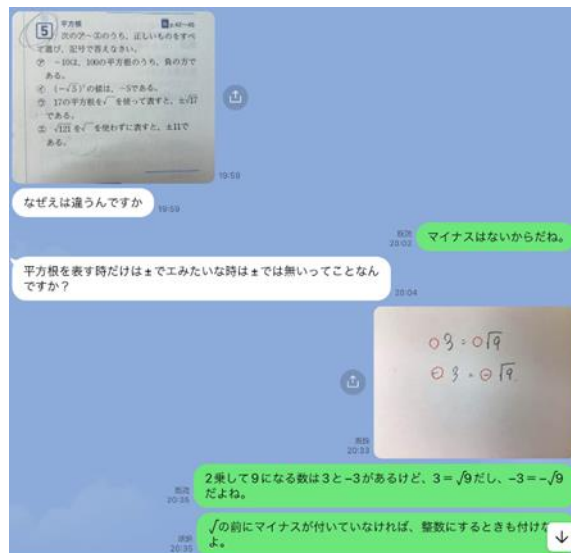 5 平方根 p.42~45
次のア~エのうち、正しいものをすべ
て選び、記号で答えなさい。
ア -10は、100の平方根のうち、負の方で
ある。
イ (-√5)²の値は、-5である。
ウ 17の平方根を√ を使って表すと、±√17
である。
エ √121を√ を使わずに表すと、±11で
ある。
19:58
なぜえは違うんですか
19:59
既読
20:02
マイナスはないからだね。
平方根を表す時だけは±でエみたいな時は±では無いってことなん
ですか?
20:04
3=√9
-3=-√9
既読
20:33
2乗して9になる数は3と-3があるけど、3=√9だし、-3=-√9
だよね。
既読
20:35
√の前にマイナスが付いていなければ、整数にするときも付けな
よ。
既読
20:35